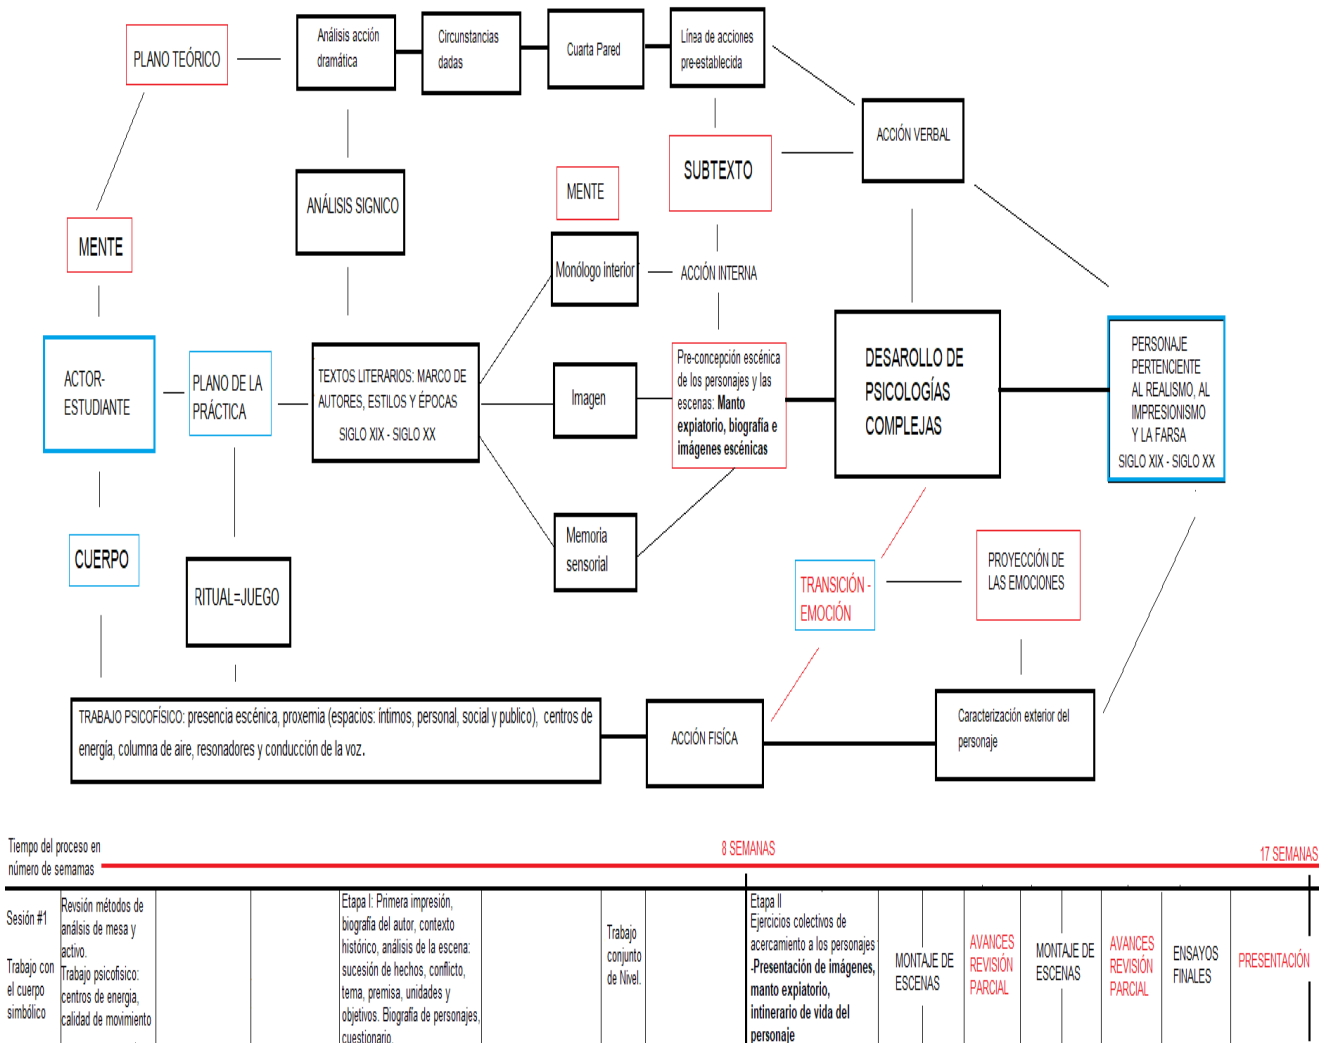 PLANO TEÓRICO
Análisis acción
dramática
Circunstancias
dadas
Cuarta Pared
Línea de acciones
pre-establecida
ACCIÓN VERBAL
SUBTEXTO
MENTE
ANÁLISIS SIGNICO
MENTE
Monólogo interior
ACCIÓN INTERNA
ACTOR-
ESTUDIANTE
PLANO DE LA
PRÁCTICA
TEXTOS LITERARIOS: MARCO DE
AUTORES, ESTILOS Y ÉPOCAS
SIGLO XIX - SIGLO XX
Imagen
Pre-concepción escénica
de los personajes y las
escenas: Manto
expiatorio, biografía e
imágenes escénicas
DESAROLLO DE
PSICOLOGÍAS
COMPLEJAS
PERSONAJE
PERTENCIENTE
AL REALISMO, AL
IMPRESIONISMO
Y LA FARSA
SIGLO XIX - SIGLO XX
CUERPO
RITUAL=JUEGO
Memoria
sensorial
TRANSICIÓN -
EMOCIÓN
PROYECCIÓN DE
LAS EMOCIONES
TRABAJO PSICOFÍSICO: presencia escénica, proxemia (espacios: íntimos, personal, social y publico), centros de
energía, columna de aire, resonadores y conducción de la voz.
ACCIÓN FISÍCA
Caracterización exterior del
personaje
Tiempo del proceso en
número de semamas
8 SEMANAS
17 SEMANAS
Sesión #1
Trabajo con
el cuerpo
simbólico
Revsión métodos de
análsis de mesa y
activo.
Trabajo psicofisico:
centros de energia,
calidad de movimiento
Etapa I: Primera impresión,
biografía del autor, contexto
histórico, análisis de la escena:
sucesión de hechos, conflicto,
tema, premisa, unidades y
objetivos. Biografía de personajes,
cuestionario.
Trabajo
conjunto
de Nivel.
Etapa II
Ejercicios colectivos de
acercamiento a los personajes
-Presentación de imágenes,
manto expiatorio,
intinerario de vida del
personaje
MONTAJE DE
ESCENAS
AVANCES
REVISIÓN
PARCIAL
MONTAJE DE
ESCENAS
AVANCES
REVISIÓN
PARCIAL
ENSAYOS
FINALES
PRESENTACIÓN